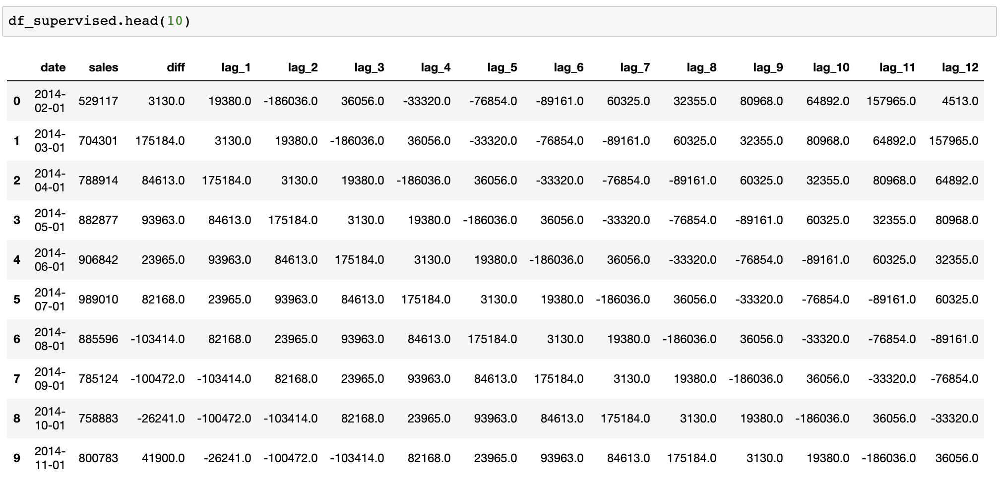 df_supervised.head(10)
date sales diff lag_1 lag_2 lag_3 lag_4 lag_5 lag_6 lag_7 lag_8 lag_9 lag_10 lag_11 lag_12
0 2014-02-01 529117 3130.0 19380.0 -186036.0 36056.0 -33320.0 -76854.0 -89161.0 60325.0 32355.0 80968.0 64892.0 157965.0 4513.0
1 2014-03-01 704301 175184.0 3130.0 19380.0 -186036.0 36056.0 -33320.0 -76854.0 -89161.0 60325.0 32355.0 80968.0 64892.0 157965.0
2 2014-04-01 788914 84613.0 175184.0 3130.0 19380.0 -186036.0 36056.0 -33320.0 -76854.0 -89161.0 60325.0 32355.0 80968.0 64892.0
3 2014-05-01 882877 93963.0 84613.0 175184.0 3130.0 19380.0 -186036.0 36056.0 -33320.0 -76854.0 -89161.0 60325.0 32355.0 80968.0
4 2014-06-01 906842 23965.0 93963.0 84613.0 175184.0 3130.0 19380.0 -186036.0 36056.0 -33320.0 -76854.0 -89161.0 60325.0 32355.0
5 2014-07-01 989010 82168.0 23965.0 93963.0 84613.0 175184.0 3130.0 19380.0 -186036.0 36056.0 -33320.0 -76854.0 -89161.0 60325.0
6 2014-08-01 885596 -103414.0 82168.0 23965.0 93963.0 84613.0 175184.0 3130.0 19380.0 -186036.0 36056.0 -33320.0 -76854.0 -89161.0
7 2014-09-01 785124 -100472.0 -103414.0 82168.0 23965.0 93963.0 84613.0 175184.0 3130.0 19380.0 -186036.0 36056.0 -33320.0 -76854.0
8 2014-10-01 758883 -26241.0 -100472.0 -103414.0 82168.0 23965.0 93963.0 84613.0 175184.0 3130.0 19380.0 -186036.0 36056.0 -33320.0
9 2014-11-01 800783 41900.0 -26241.0 -100472.0 -103414.0 82168.0 23965.0 93963.0 84613.0 175184.0 3130.0 19380.0 -186036.0 36056.0